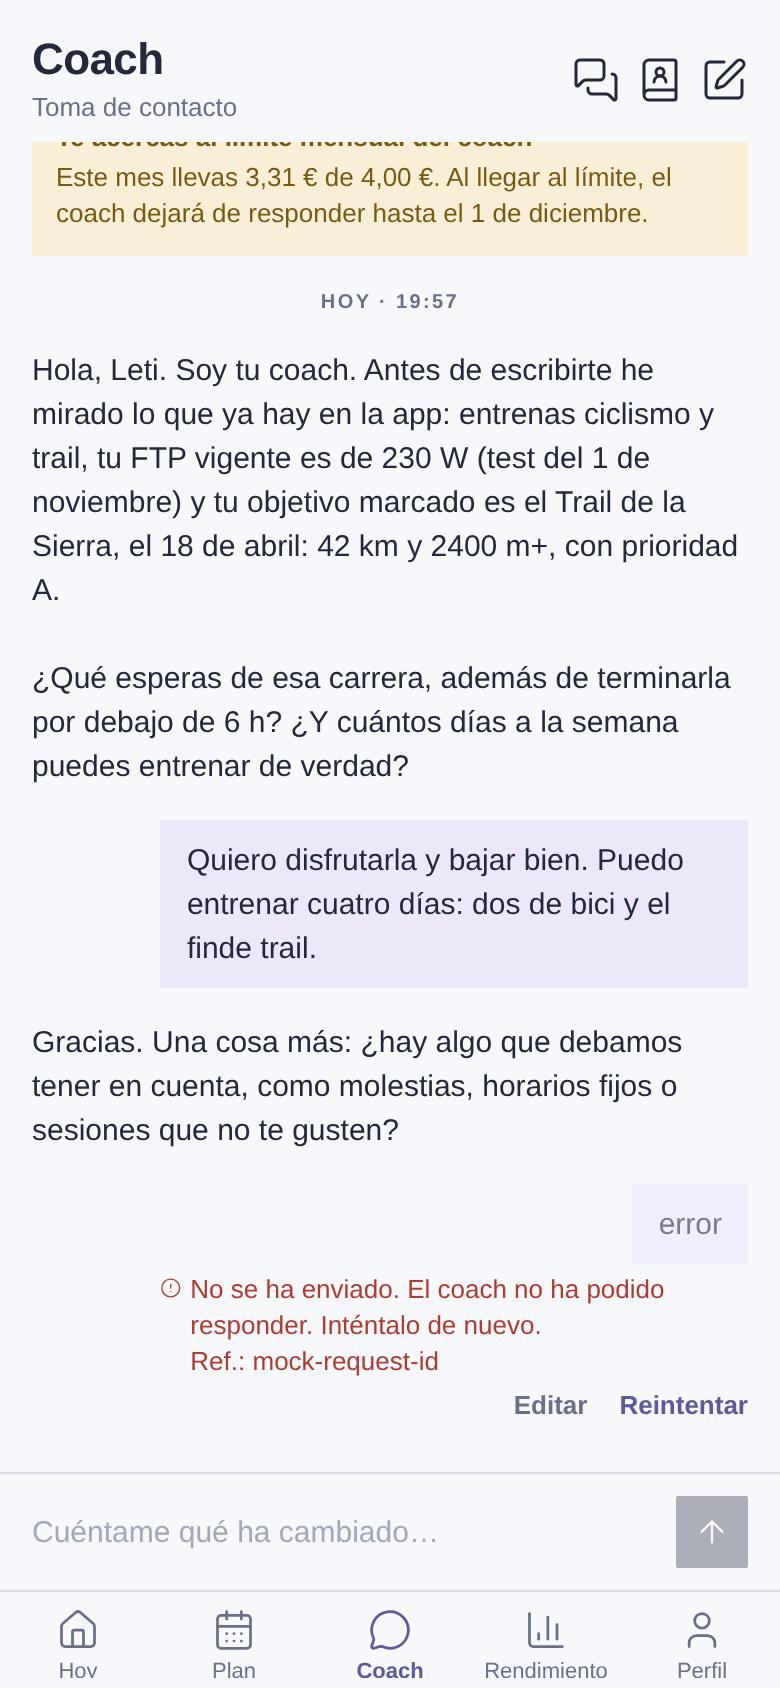 Coach
Toma de contacto
Te acercas al límite mensual del coach
Este mes llevas 3,31 € de 4,00 €. Al llegar al límite, el
coach dejará de responder hasta el 1 de diciembre.
HOY · 19:57
Hola, Leti. Soy tu coach. Antes de escribirte he
mirado lo que ya hay en la app: entrenas ciclismo y
trail, tu FTP vigente es de 230 W (test del 1 de
noviembre) y tu objetivo marcado es el Trail de la
Sierra, el 18 de abril: 42 km y 2400 m+, con prioridad
A.
¿Qué esperas de esa carrera, además de terminarla
por debajo de 6 h? ¿Y cuántos días a la semana
puedes entrenar de verdad?
Quiero disfrutarla y bajar bien. Puedo
entrenar cuatro días: dos de bici y el
finde trail.
Gracias. Una cosa más: ¿hay algo que debamos
tener en cuenta, como molestias, horarios fijos o
sesiones que no te gusten?
error
No se ha enviado. El coach no ha podido
responder. Inténtalo de nuevo.
Ref.: mock-request-id
Editar Reintentar
Cuéntame qué ha cambiado…
Hoy Plan Coach Rendimiento Perfil